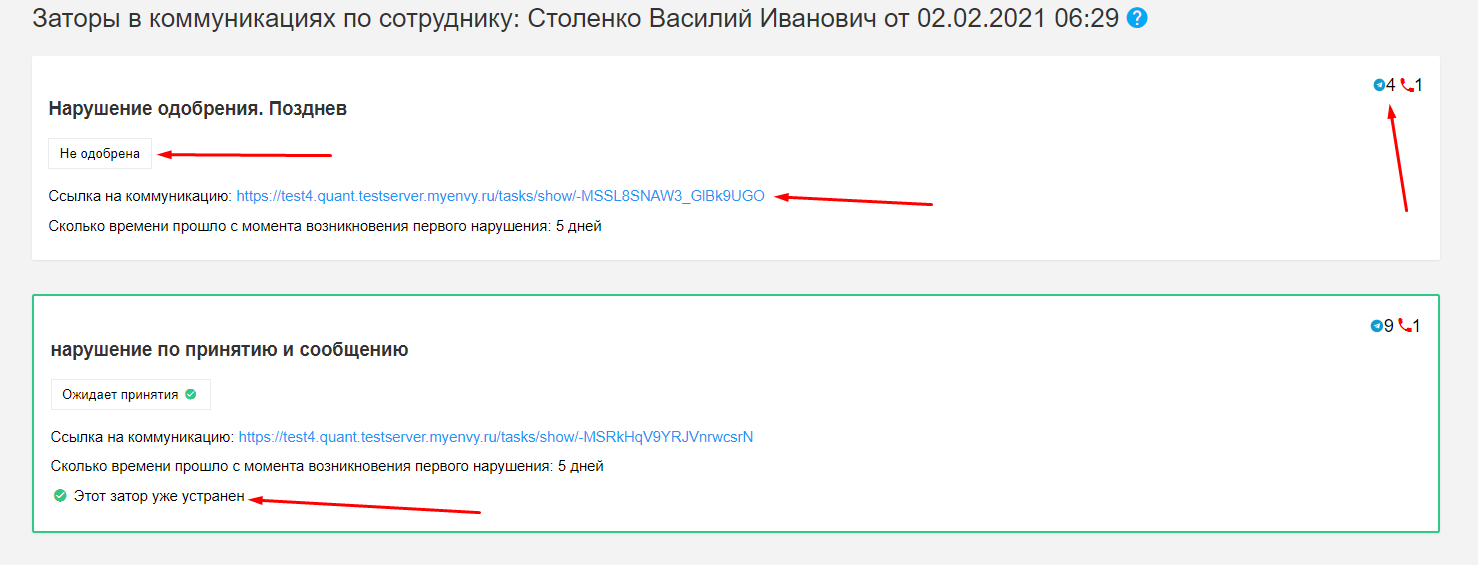 Заторы в коммуникациях по сотруднику: Столенко Василий Иванович от 02.02.2021 06:29 ?
4 1
Нарушение одобрения. Позднев
Не одобрена
Ссылка на коммуникацию: https://test4.quant.testserver.myenvy.ru/tasks/show/-MSSL8SNAW3_GlBk9UGO
Сколько времени прошло с момента возникновения первого нарушения: 5 дней
9 1
нарушение по принятию и сообщению
Ожидает принятия
Ссылка на коммуникацию: https://test4.quant.testserver.myenvy.ru/tasks/show/-MSRkHqV9YRJVnrwcsrN
Сколько времени прошло с момента возникновения первого нарушения: 5 дней
Этот затор уже устранен